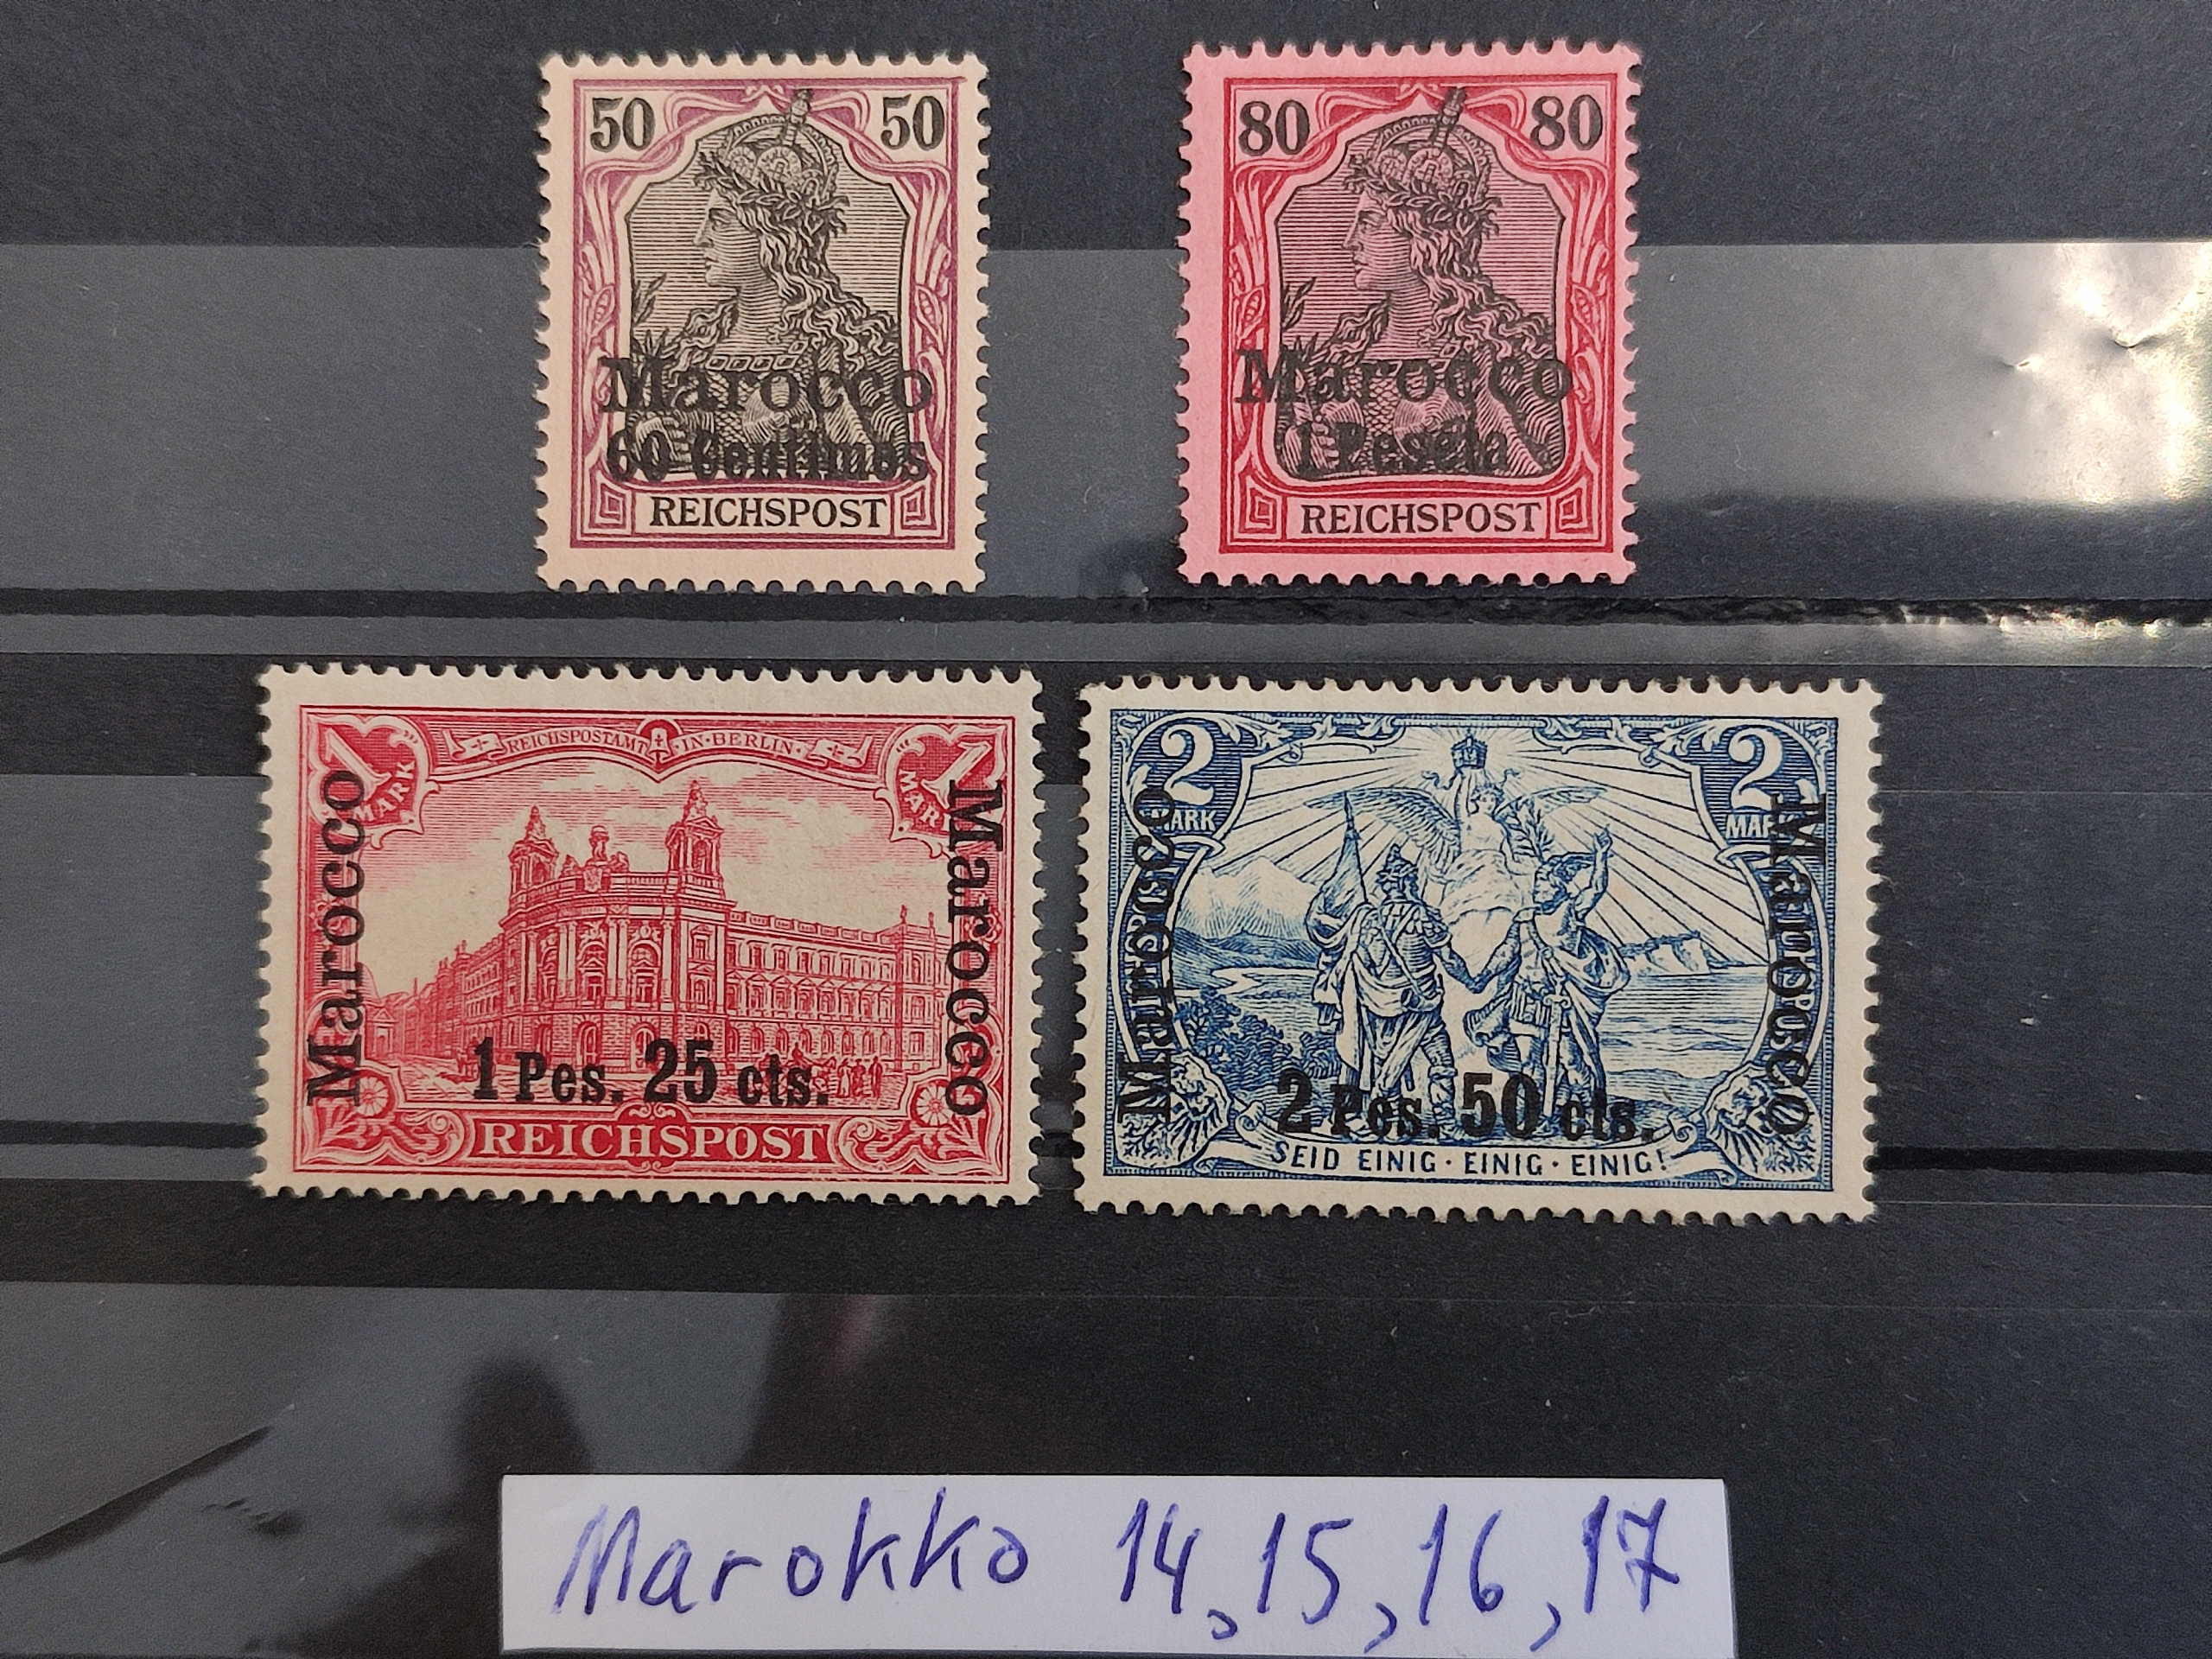 50 50
Marocco
60 Centimos
REICHSPOST
80 80
Marocco
1 Peseta
REICHSPOST
1 MARK REICHSPOSTAMT · IN · BERLIN · 1 MARK
Marocco Marocco
1 Pes. 25 cts.
REICHSPOST
2 MARK 2 MARK
Marocco Marocco
2 Pes. 50 cts.
SEID EINIG · EINIG · EINIG!
Marokko 14, 15, 16, 17